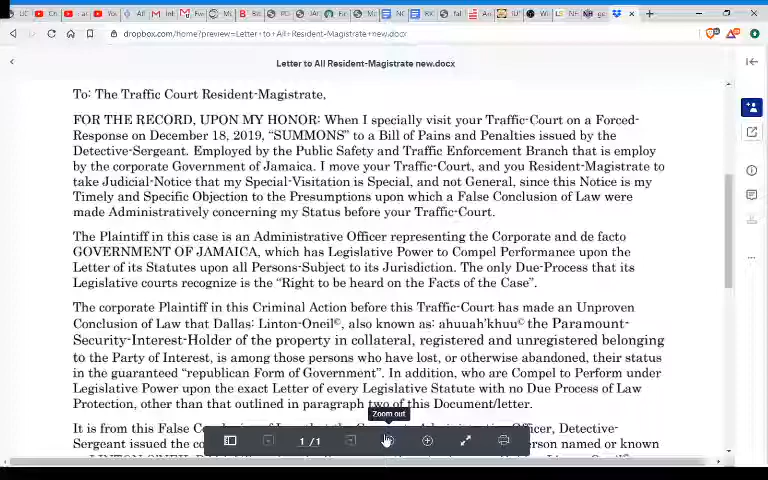 dropbox.com/home?preview=Letter+to+All+Resident-Magistrate+new.docx
Letter to All Resident-Magistrate new.docx
To: The Traffic Court Resident-Magistrate,
FOR THE RECORD, UPON MY HONOR: When I specially visit your Traffic-Court on a Forced-
Response on December 18, 2019, “SUMMONS” to a Bill of Pains and Penalties issued by the
Detective-Sergeant. Employed by the Public Safety and Traffic Enforcement Branch that is employ
by the corporate Government of Jamaica. I move your Traffic-Court, and you Resident-Magistrate to
take Judicial-Notice that my Special-Visitation is Special, and not General, since this Notice is my
Timely and Specific Objection to the Presumptions upon which a False Conclusion of Law were
made Administratively concerning my Status before your Traffic-Court.
The Plaintiff in this case is an Administrative Officer representing the Corporate and de facto
GOVERNMENT OF JAMAICA, which has Legislative Power to Compel Performance upon the
Letter of its Statutes upon all Persons-Subject to its Jurisdiction. The only Due-Process that its
Legislative courts recognize is the “Right to be heard on the Facts of the Case”.
The corporate Plaintiff in this Criminal Action before this Traffic-Court has made an Unproven
Conclusion of Law that Dallas: Linton-Oneil©, also known as: ahuuah'khuu© the Paramount-
Security-Interest-Holder of the property in collateral, registered and unregistered belonging
to the Party of Interest, is among those persons who have lost, or otherwise abandoned, their status
in the guaranteed “republican Form of Government”. In addition, who are Compel to Perform under
Legislative Power upon the exact Letter of every Legislative Statute with no Due Process of Law
Protection, other than that outlined in paragraph two of this Document/letter.
Zoom out
It is from this False Officer, Detective-
Sergeant issued the co
1 / 1
erson named or known